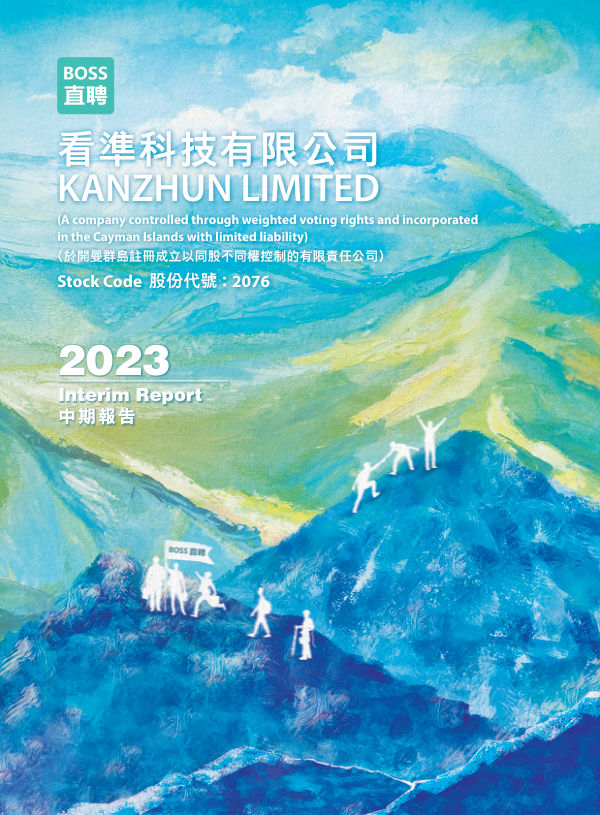 BOSS
直聘
看準科技有限公司
KANZHUN LIMITED
(A company controlled through weighted voting rights and incorporated
in the Cayman Islands with limited liability)
(於開曼群島註冊成立以同股不同權控制的有限責任公司)
Stock Code 股份代號：2076
2023
Interim Report
中期報告
BOSS 直聘